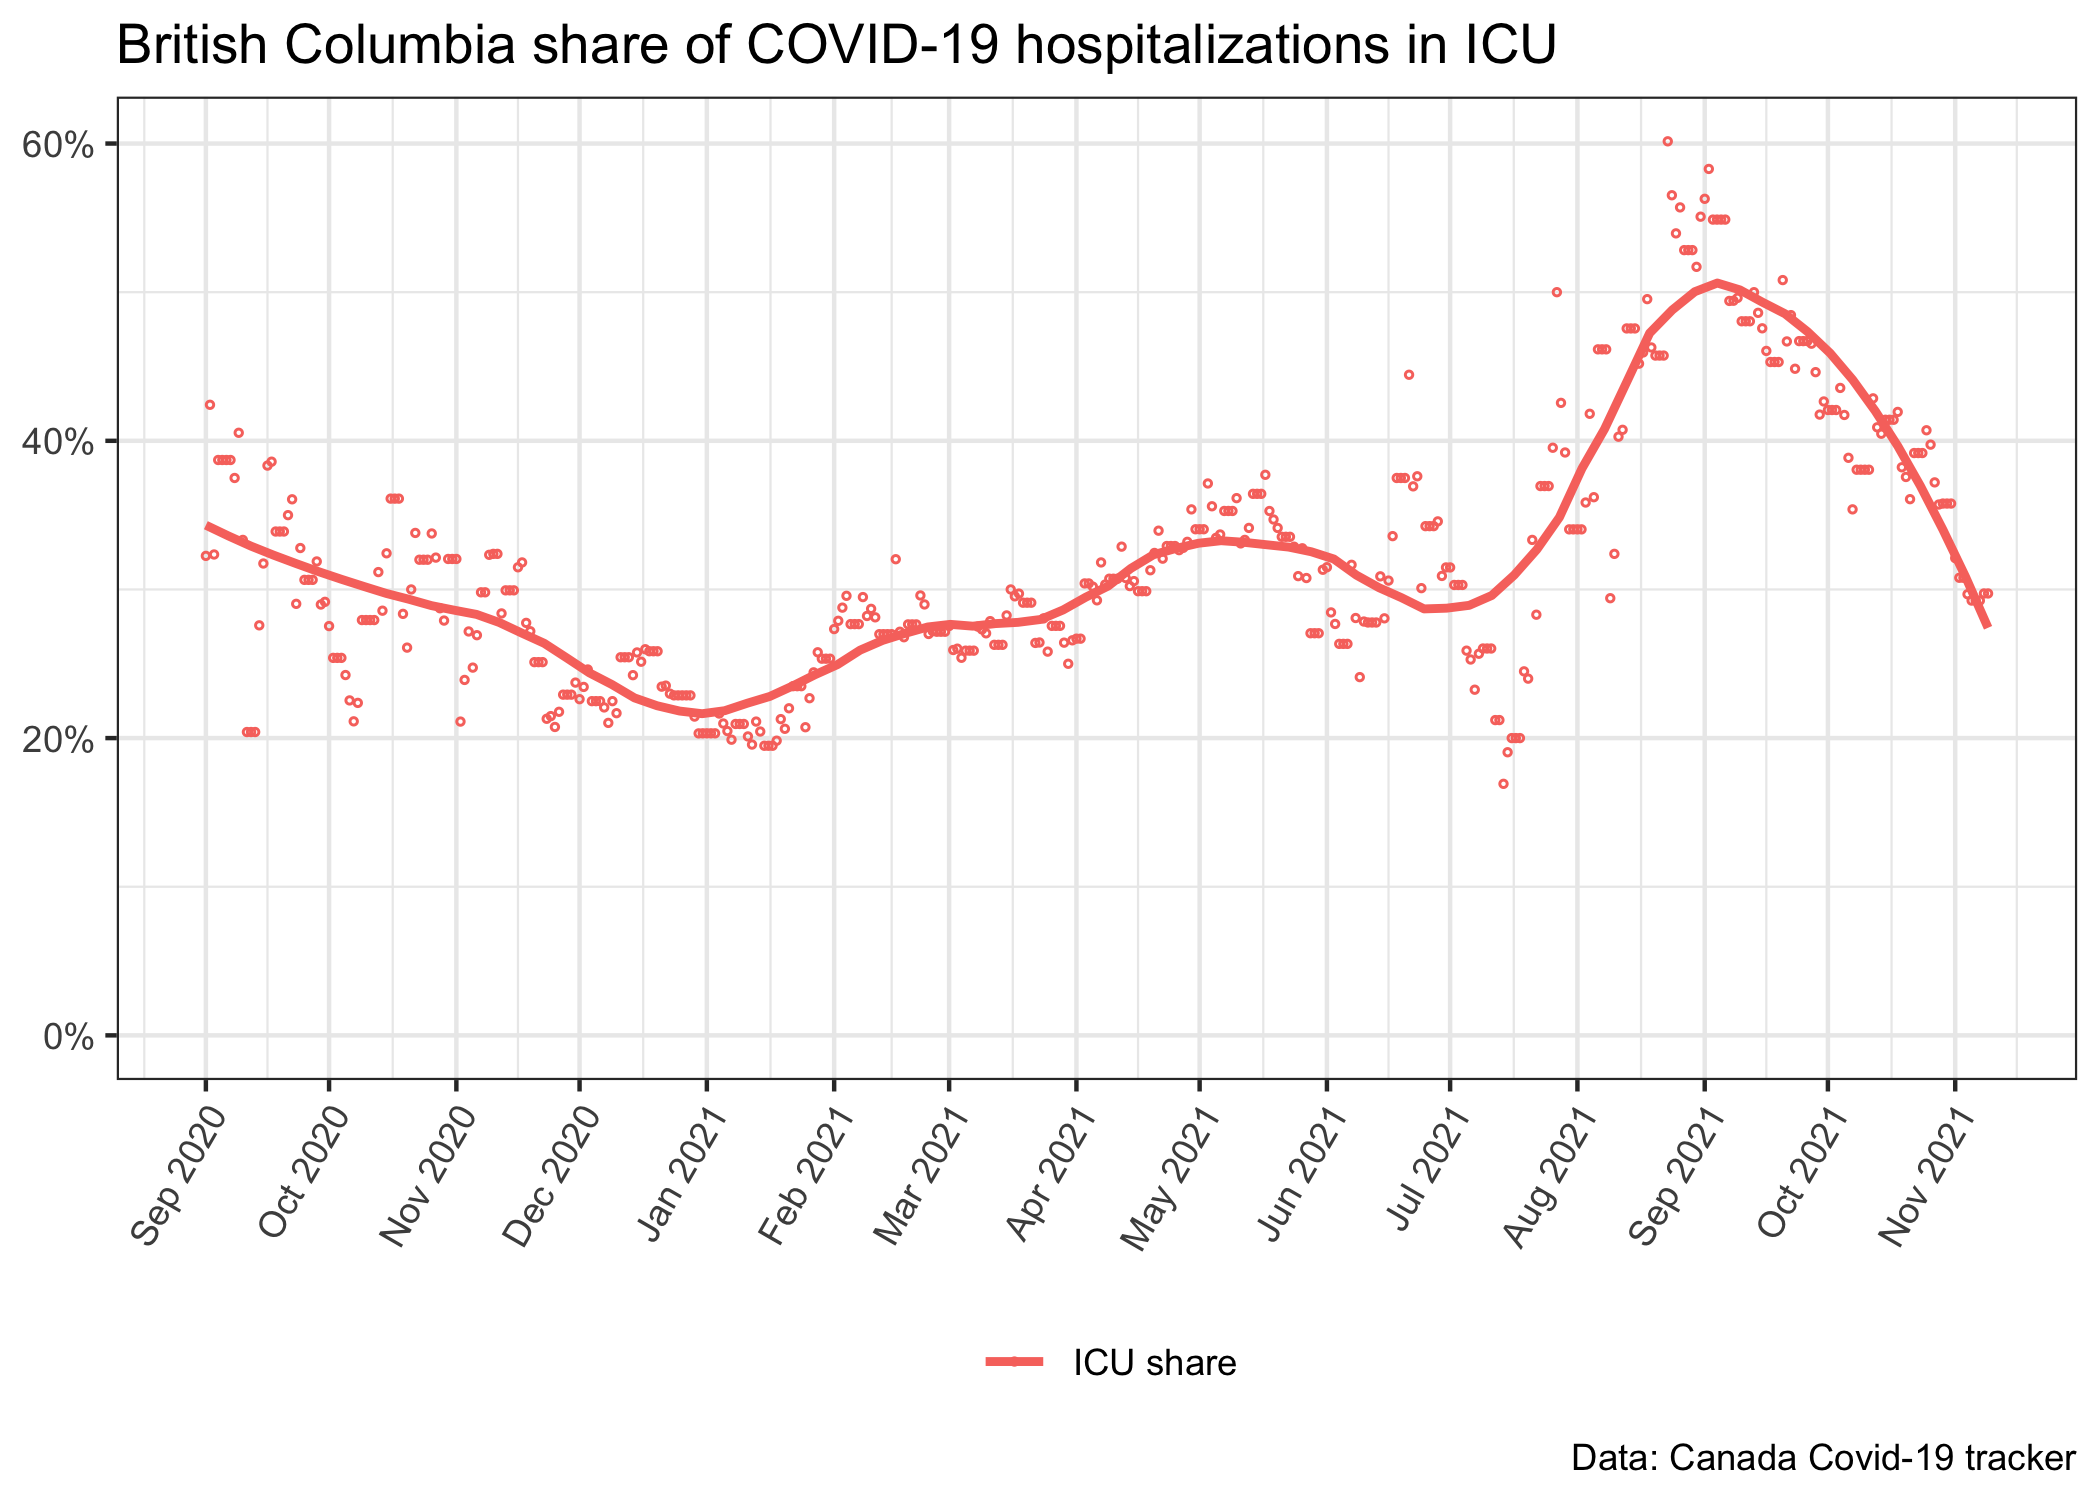 British Columbia share of COVID-19 hospitalizations in ICU
60%
40%
20%
0%
Sep 2020
Oct 2020
Nov 2020
Dec 2020
Jan 2021
Feb 2021
Mar 2021
Apr 2021
May 2021
Jun 2021
Jul 2021
Aug 2021
Sep 2021
Oct 2021
Nov 2021
ICU share
Data: Canada Covid-19 tracker